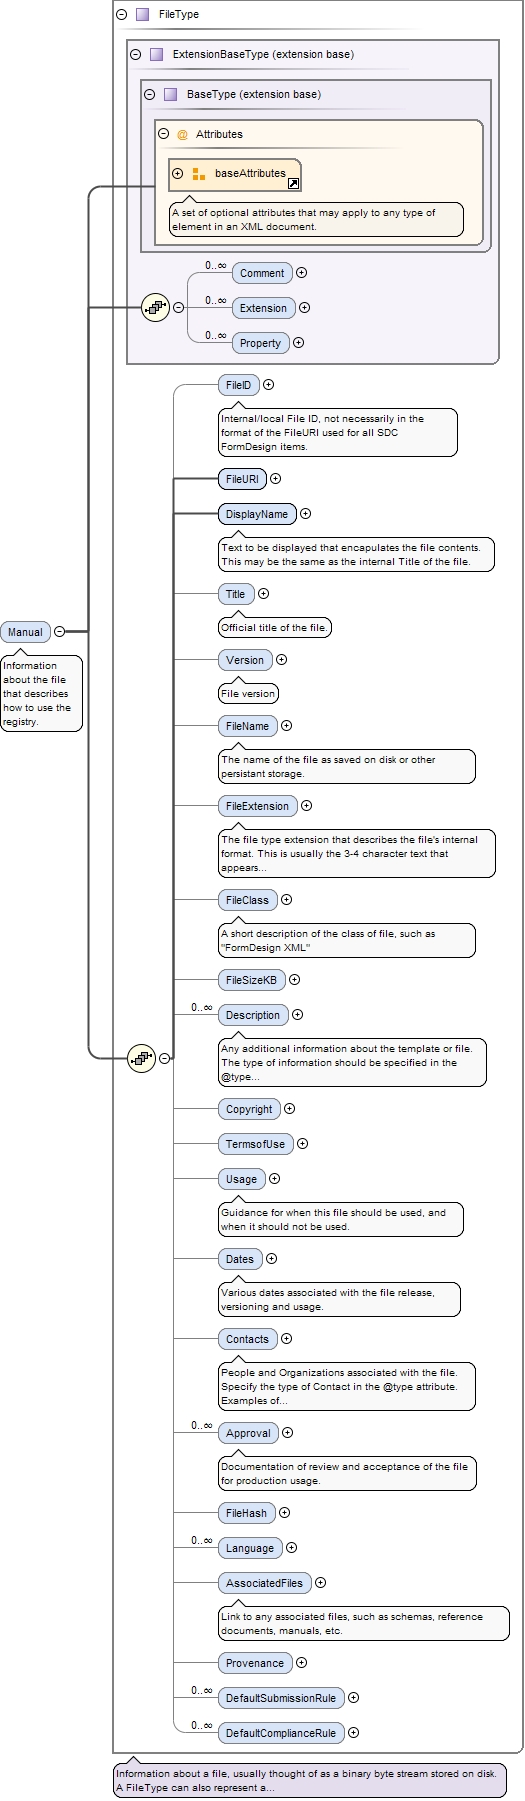 FileType
ExtensionBaseType (extension base)
BaseType (extension base)
@ Attributes
baseAttributes
A set of optional attributes that may apply to any type of
element in an XML document.
0..∞
Comment
0..∞
Extension
0..∞
Property
FileID
Internal/local File ID, not necessarily in the
format of the FileURI used for all SDC
FormDesign items.
FileURI
DisplayName
Text to be displayed that encapulates the file contents.
This may be the same as the internal Title of the file.
Title
Official title of the file.
Manual
Information
about the file
that describes
how to use the
registry.
Version
File version
FileName
The name of the file as saved on disk or other
persistant storage.
FileExtension
The file type extension that describes the file's internal
format. This is usually the 3-4 character text that
appears...
FileClass
A short description of the class of file, such as
"FormDesign XML"
FileSizeKB
0..∞
Description
Any additional information about the template or file.
The type of information should be specified in the
@type...
Copyright
TermsofUse
Usage
Guidance for when this file should be used, and
when it should not be used.
Dates
Various dates associated with the file release,
versioning and usage.
Contacts
People and Organizations associated with the file.
Specify the type of Contact in the @type attribute.
Examples of...
0..∞
Approval
Documentation of review and acceptance of the file
for production usage.
FileHash
0..∞
Language
AssociatedFiles
Link to any associated files, such as schemas, reference
documents, manuals, etc.
Provenance
0..∞
DefaultSubmissionRule
0..∞
DefaultComplianceRule
Information about a file, usually thought of as a binary byte stream stored on disk.
A FileType can also represent a...